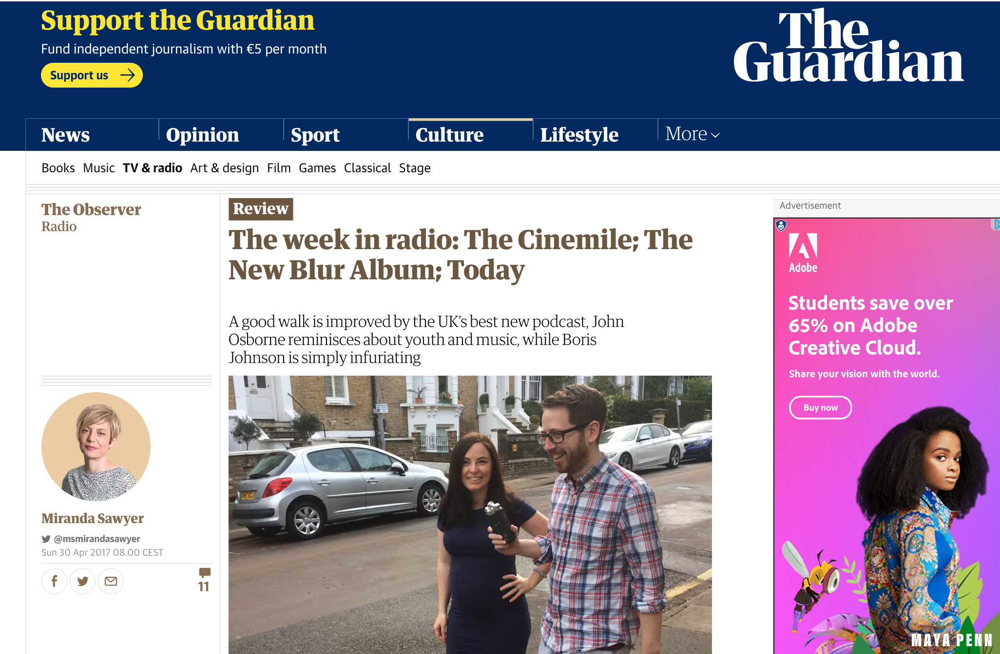 Support the Guardian
Fund independent journalism with €5 per month
Support us
The
Guardian
News
Opinion
Sport
Culture
Lifestyle
More
Books Music TV & radio Art & design Film Games Classical Stage
The Observer
Radio
Review
The week in radio: The Cinemile; The
New Blur Album; Today
A good walk is improved by the UK’s best new podcast, John
Osborne reminisces about youth and music, while Boris
Johnson is simply infuriating
Miranda Sawyer
@msmirandasawyer
Sun 30 Apr 2017 08.00 CEST
11
Advertisement
Adobe
Students save over
65% on Adobe
Creative Cloud.
Share your vision with the world.
Buy now
MAYA PENN